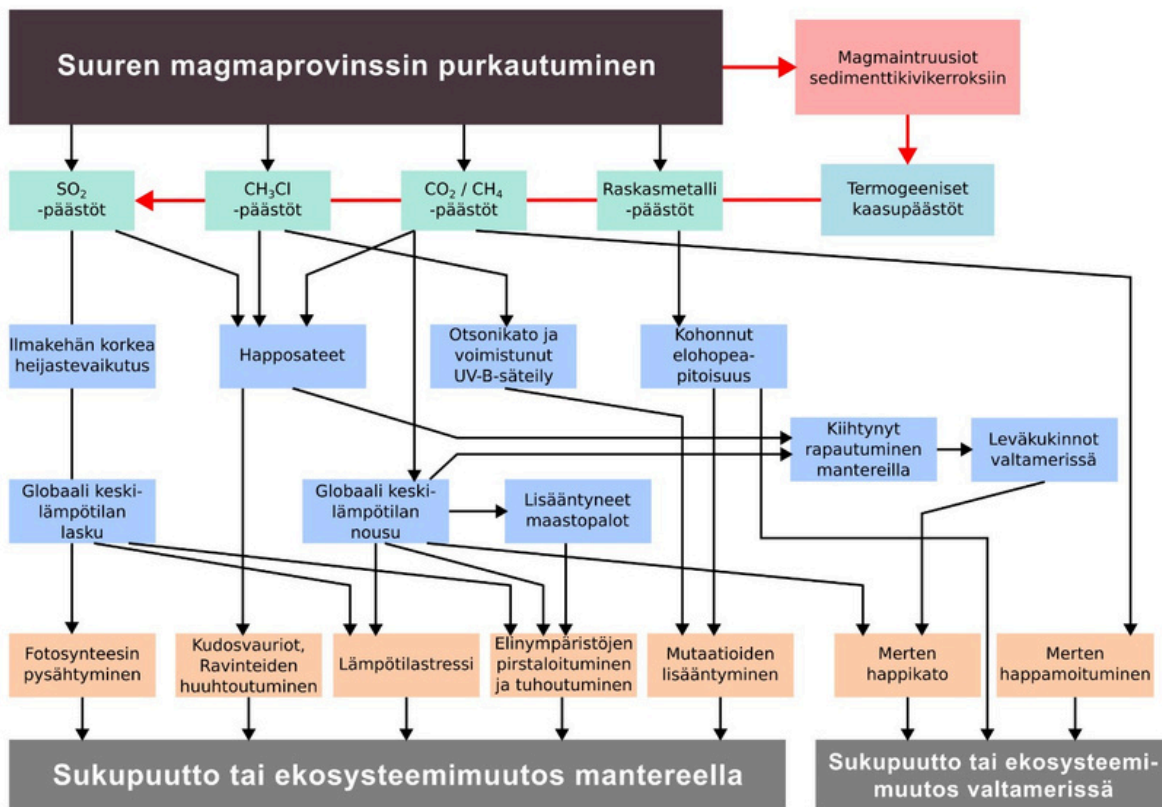 Suuren magmaprovinssin purkautuminen
Magmaintruusiot
sedimenttikivikerroksiin
SO₂
-päästöt
CH₃Cl
-päästöt
CO₂ / CH₄
-päästöt
Raskasmetalli
-päästöt
Termogeeniset
kaasupäästöt
Ilmakehän korkea
heijastevaikutus
Happosateet
Otsonikato ja
voimistunut
UV-B-säteily
Kohonnut
elohopea-
pitoisuus
Kiihtynyt
rapautuminen
mantereilla
Leväkukinnot
valtamerissä
Globaali keski-
lämpötilan
lasku
Globaali keski-
lämpötilan
nousu
Lisääntyneet
maastopalot
Fotosynteesin
pysähtyminen
Kudosvauriot,
Ravinteiden
huuhtoutuminen
Lämpötilastressi
Elinympäristöjen
pirstaloituminen
ja tuhoutuminen
Mutaatioiden
lisääntyminen
Merten
happikato
Merten
happamoituminen
Sukupuutto tai ekosysteemimuutos mantereella
Sukupuutto tai ekosysteemi-
muutos valtamerissä